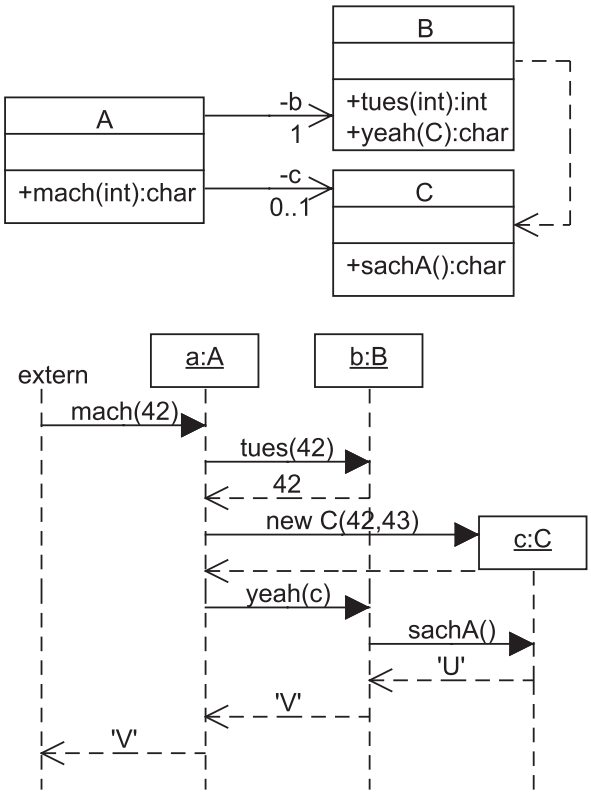 B
+tues(int):int
+yeah(C):char
A
+mach(int):char
-b
1
-c
0..1
C
+sachA():char
extern
a:A
b:B
mach(42)
tues(42)
42
new C(42,43)
c:C
yeah(c)
sachA()
'U'
'V'
'V'